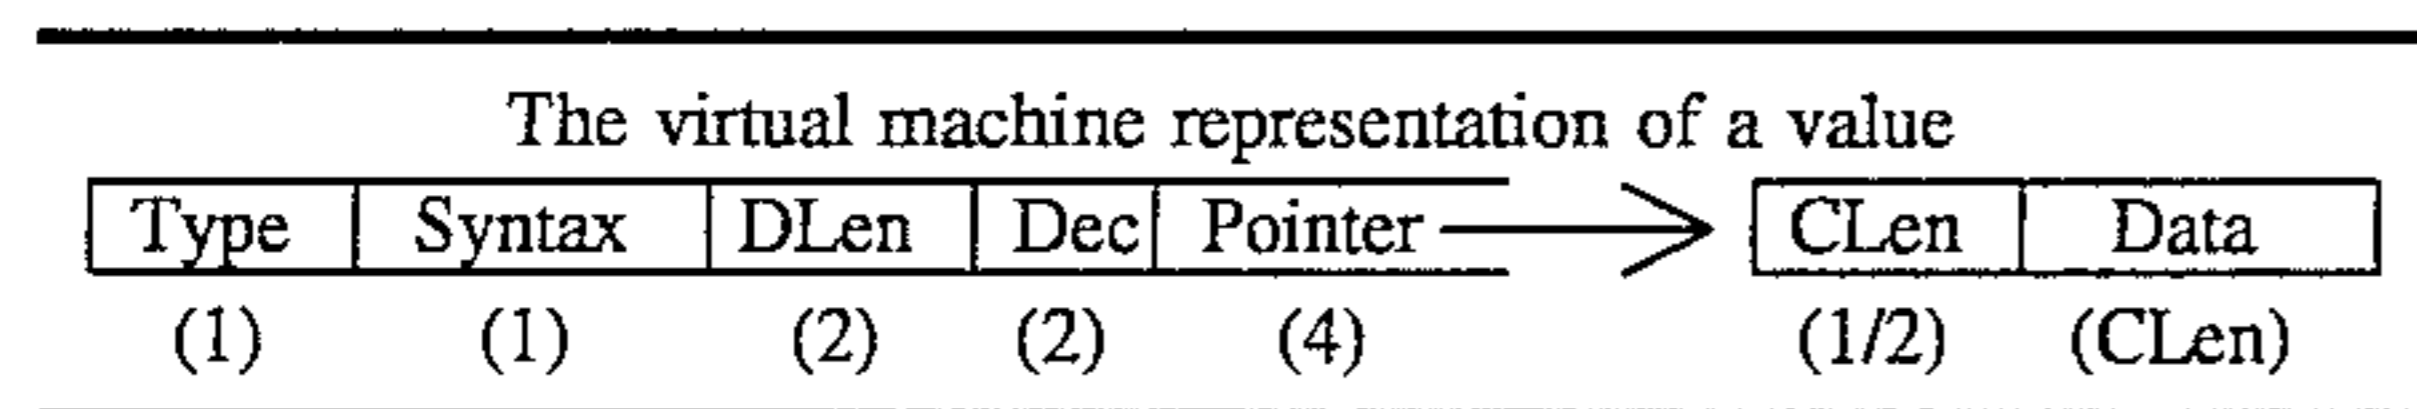 The virtual machine representation of a value
Type Syntax DLen Dec Pointer CLen Data
(1) (1) (2) (2) (4) (1/2) (CLen)